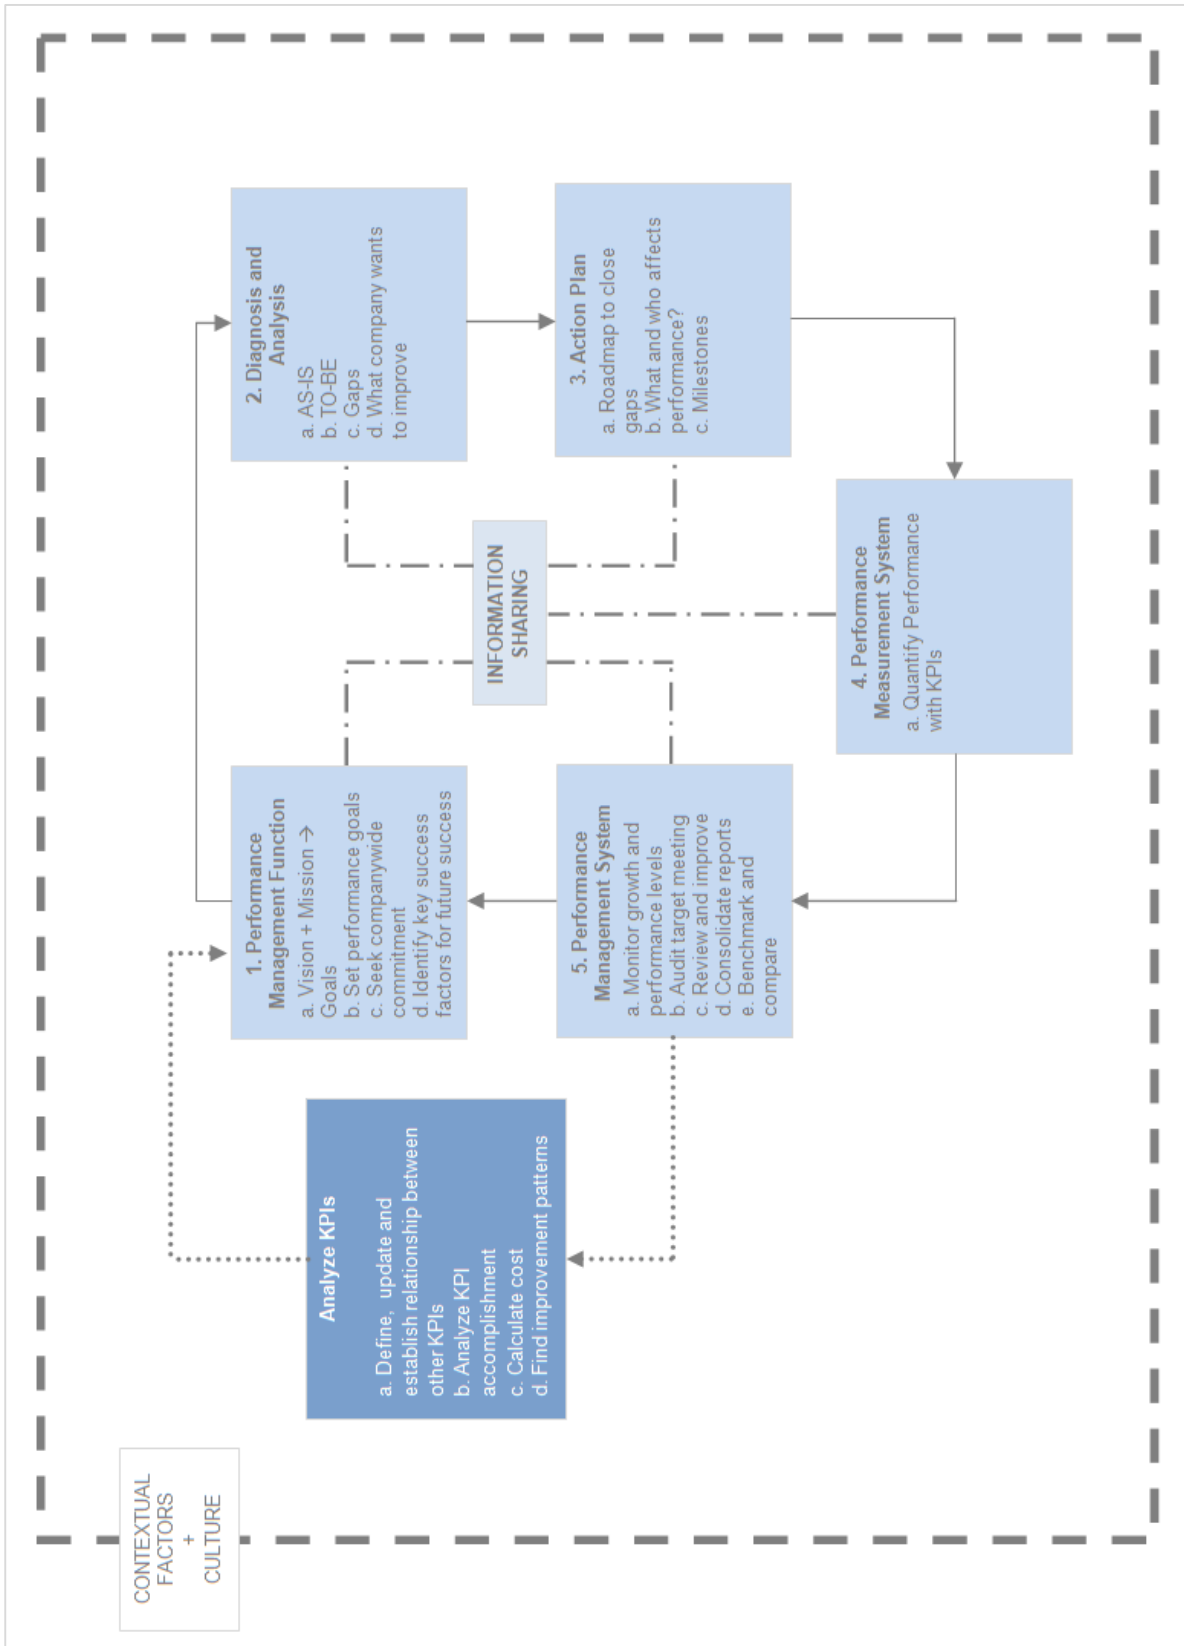 CONTEXTUAL
FACTORS
+
CULTURE
Analyze KPIs
a. Define, update and
establish relationship between
other KPIs
b. Analyze KPI
accomplishment
c. Calculate cost
d. Find improvement patterns
1. Performance
Management Function
a. Vision + Mission →
Goals
b. Set performance goals
c. Seek companywide
commitment
d. Identify key success
factors for future success
2. Diagnosis and
Analysis
a. AS-IS
b. TO-BE
c. Gaps
d. What company wants
to improve
INFORMATION
SHARING
3. Action Plan
a. Roadmap to close
gaps
b. What and who affects
performance?
c. Milestones
4. Performance
Measurement System
a. Quantify Performance
with KPIs
5. Performance
Management System
a. Monitor growth and
performance levels
b. Audit target meeting
c. Review and improve
d. Consolidate reports
e. Benchmark and
compare